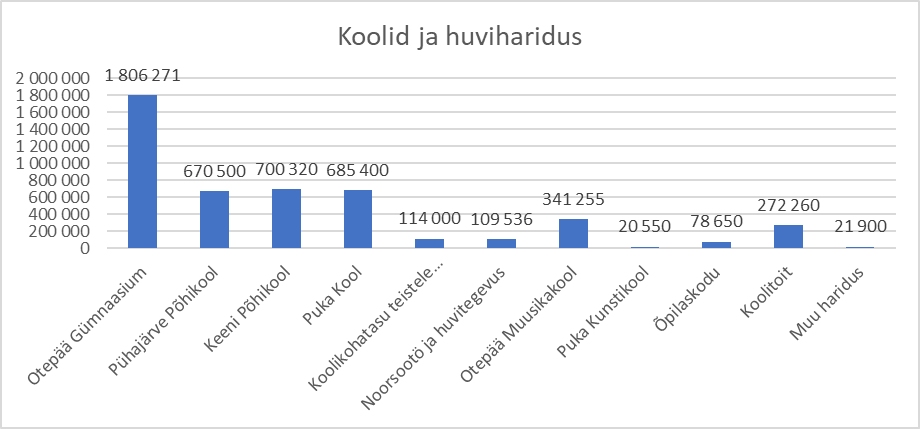 Koolid ja huviharidus
2 000 000
1 800 000
1 600 000
1 400 000
1 200 000
1 000 000
800 000
600 000
400 000
200 000
0
1 806 271
670 500
700 320
685 400
114 000
109 536
341 255
20 550
78 650
272 260
21 900
Otepää Gümnaasium
Pühajärve Põhikool
Keeni Põhikool
Puka Kool
Koolikohatasu teistele…
Noorsootö ja huvitegevus
Otepää Muusikakool
Puka Kunstikool
Õpilaskodu
Koolitoit
Muu haridus